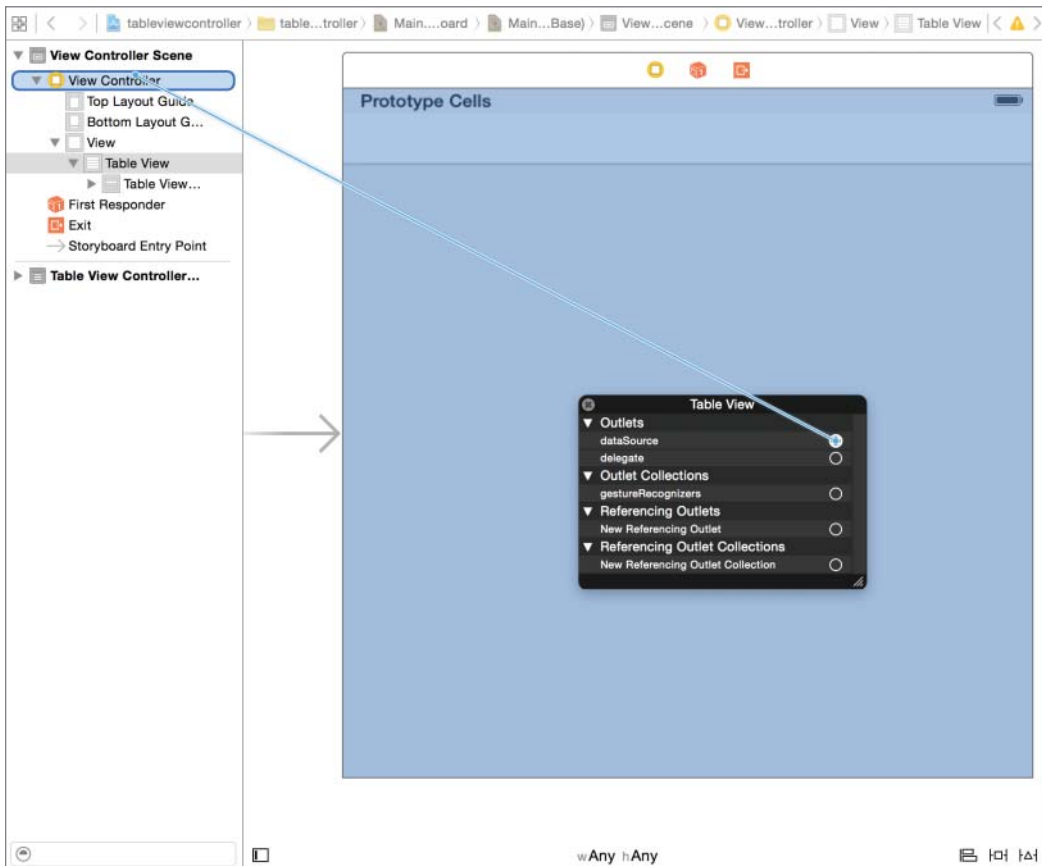 tableviewcontroller table...troller Main....oard Main...Base) View...cene View...troller View Table View
View Controller Scene
View Controller
Top Layout Guide
Bottom Layout G...
View
Table View
Table View...
First Responder
Exit
Storyboard Entry Point
Table View Controller...
Prototype Cells
Table View
Outlets
dataSource
delegate
Outlet Collections
gestureRecognizers
Referencing Outlets
New Referencing Outlet
Referencing Outlet Collections
New Referencing Outlet Collection
wAny hAny